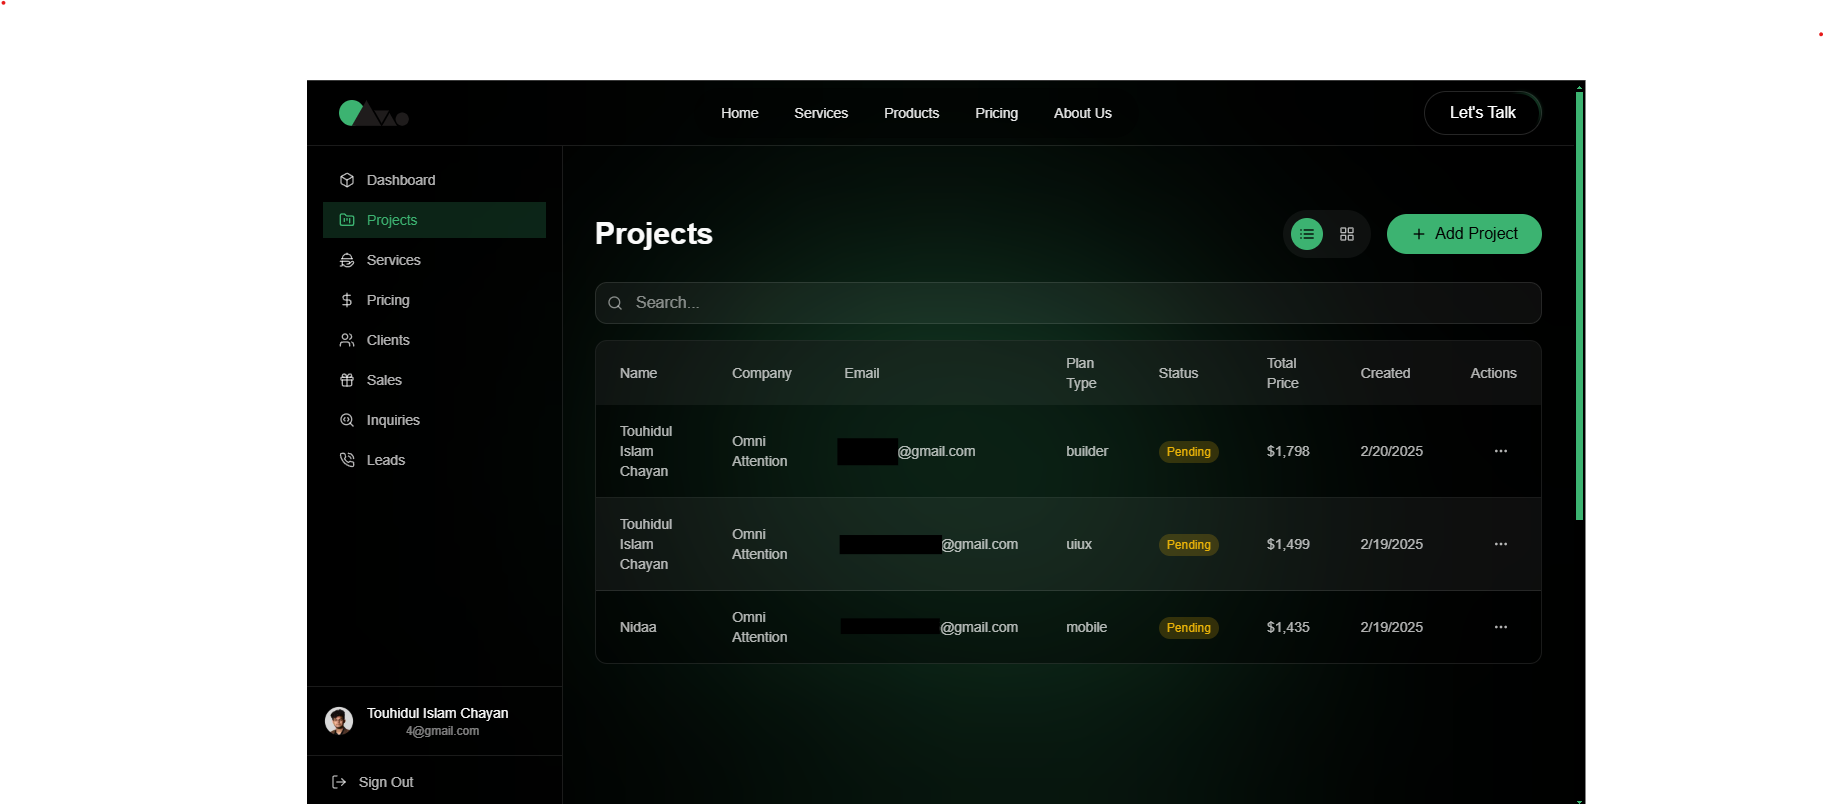 Home Services Products Pricing About Us Let's Talk
Dashboard
Projects
Services
Pricing
Clients
Sales
Inquiries
Leads
Touhidul Islam Chayan
4@gmail.com
Sign Out
Projects
Add Project
Search...
Name Company Email Plan Type Status Total Price Created Actions
Touhidul Islam Chayan Omni Attention @gmail.com builder Pending $1,798 2/20/2025
Touhidul Islam Chayan Omni Attention @gmail.com uiux Pending $1,499 2/19/2025
Nidaa Omni Attention @gmail.com mobile Pending $1,435 2/19/2025